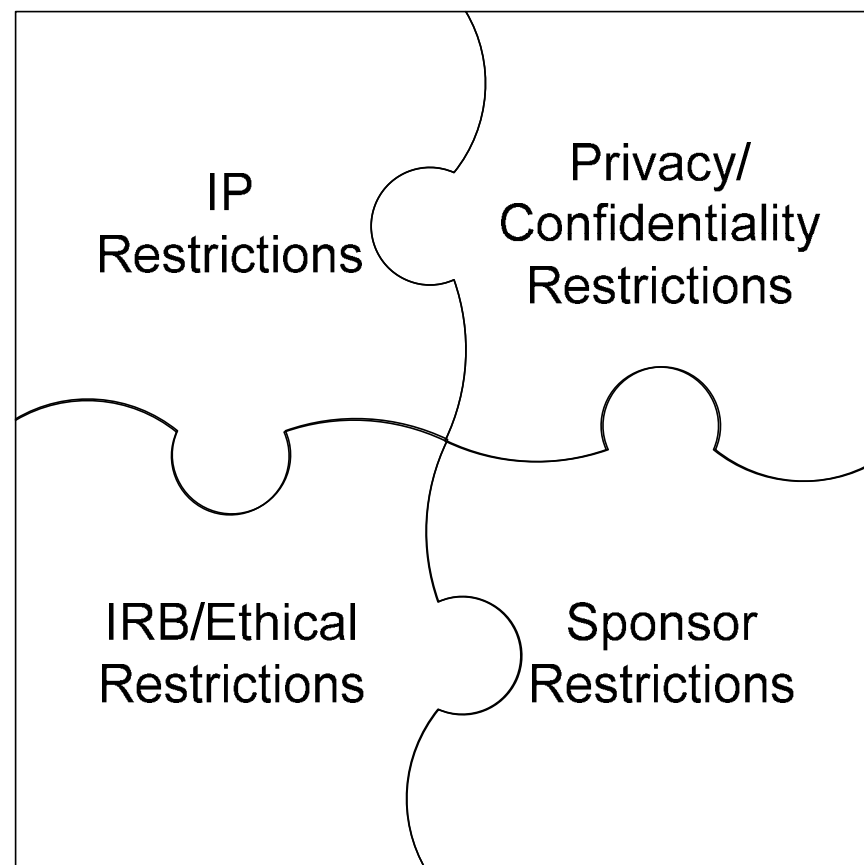 IP
Restrictions
Privacy/
Confidentiality
Restrictions
IRB/Ethical
Restrictions
Sponsor
Restrictions